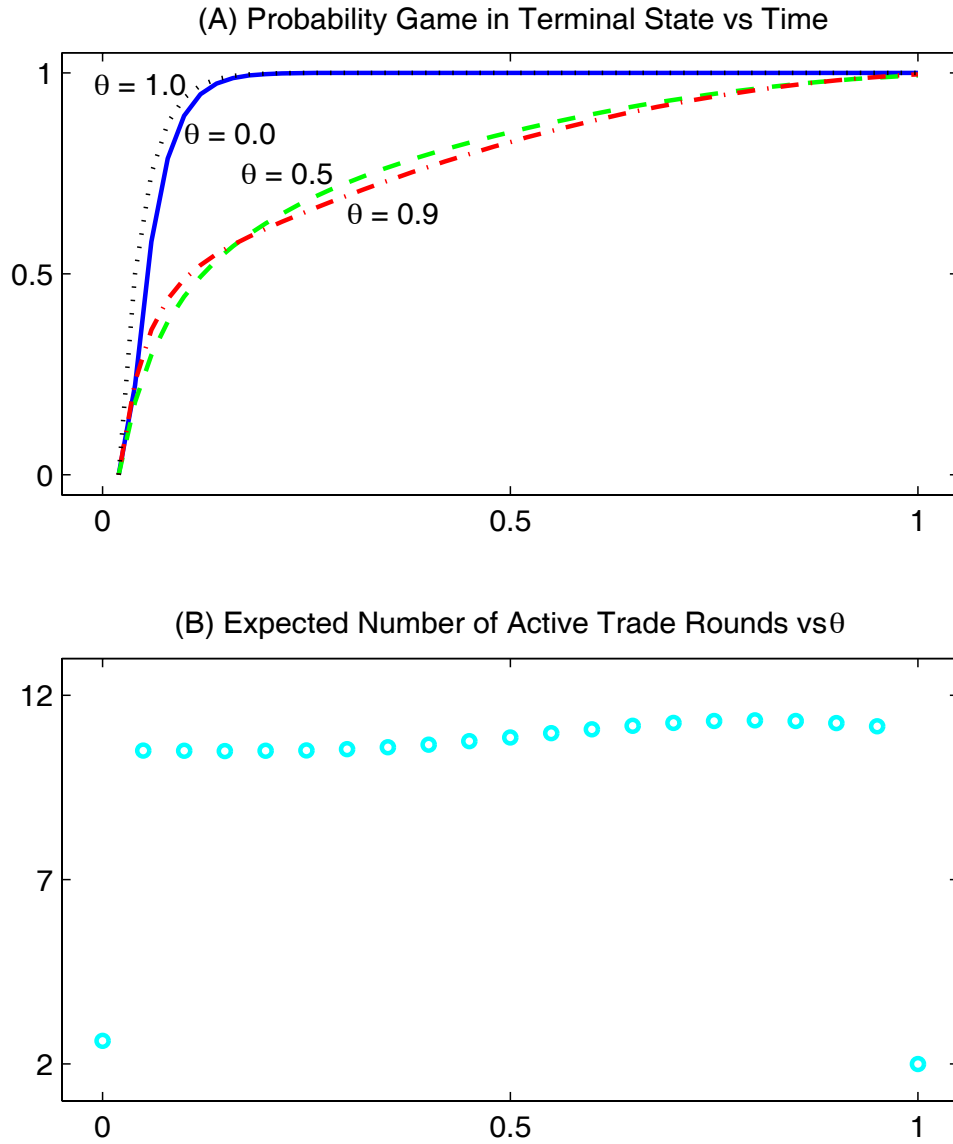 (A) Probability Game in Terminal State vs Time
1
θ = 1.0
θ = 0.0
θ = 0.5
θ = 0.9
0.5
0
0 0.5 1
(B) Expected Number of Active Trade Rounds vsθ
12
7
2
0 0.5 1